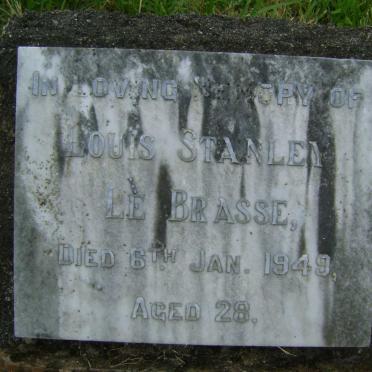 IN LOVING MEMORY OF
LOUIS STANLEY
LE BRASSE,
DIED 6TH JAN. 1949.
AGED 28.